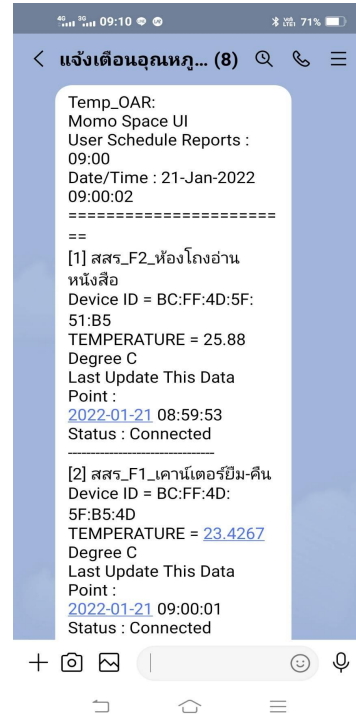 46 3G 09:10 71%
แจ้งเตือนอุณหภู... (8)
Temp_OAR:
Momo Space UI
User Schedule Reports :
09:00
Date/Time : 21-Jan-2022
09:00:02
======================
==
[1] สสร_F2_ห้องโถงอ่าน
หนังสือ
Device ID = BC:FF:4D:5F:
51:B5
TEMPERATURE = 25.88
Degree C
Last Update This Data
Point :
2022-01-21 08:59:53
Status : Connected
-------------------------------
[2] สสร_F1_เคาน์เตอร์ยืม-คืน
Device ID = BC:FF:4D:
5F:B5:4D
TEMPERATURE = 23.4267
Degree C
Last Update This Data
Point :
2022-01-21 09:00:01
Status : Connected